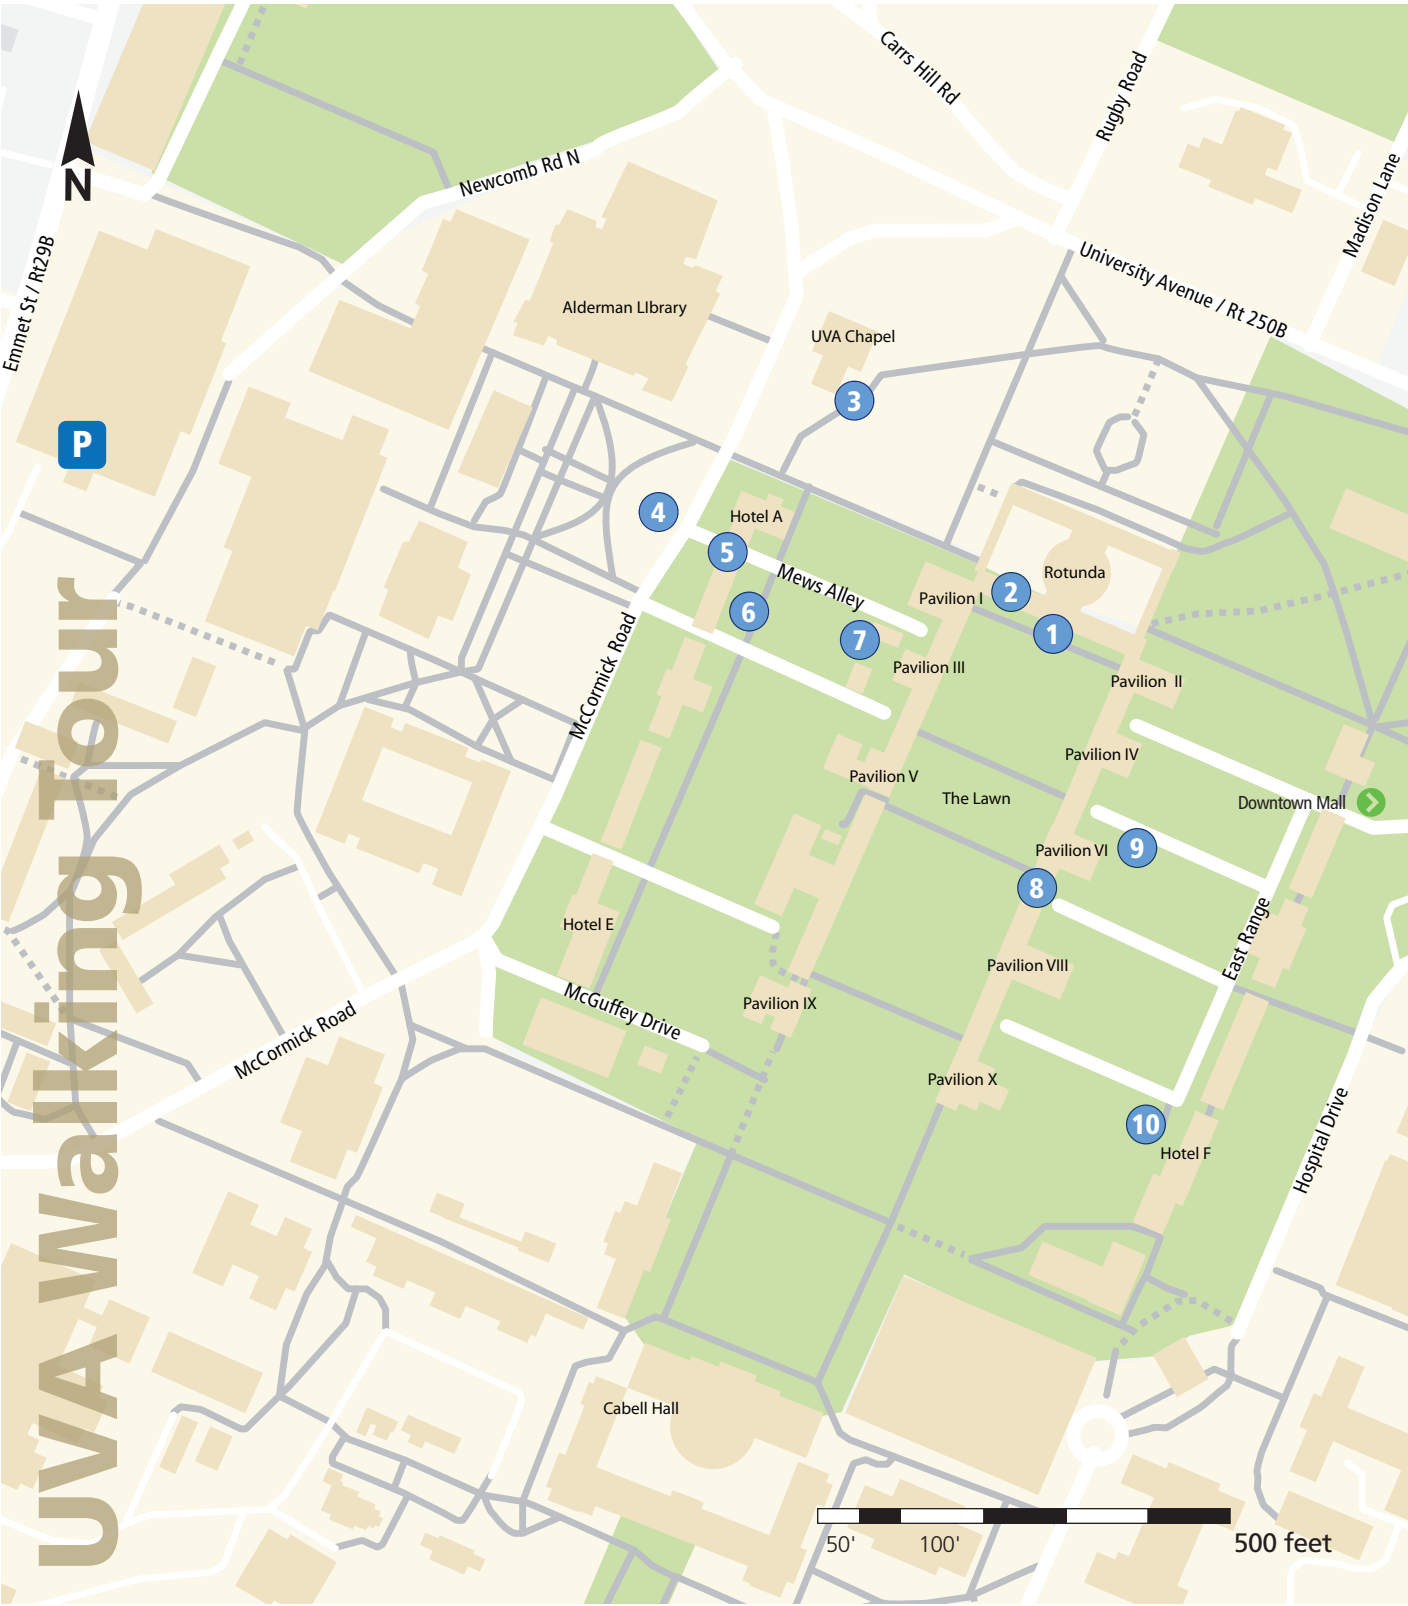 Carrs Hill Rd
Rugby Road
Newcomb Rd N
Madison Lane
N
Emmet St / Rt29B
University Avenue / Rt 250B
Alderman LIbrary
UVA Chapel
3
P
4
Hotel A
5
Mews Alley
Rotunda
2
Pavilion I
6
7
1
McCormick Road
Pavilion III
Pavilion II
Pavilion IV
Pavilion V
The Lawn
Downtown Mall
Pavilion VI
9
8
Hotel E
East Range
Pavilion VIII
McGuffey Drive
Pavilion IX
McCormick Road
Pavilion X
10
Hotel F
Hospital Drive
UVA Walking Tour
Cabell Hall
50'
100'
500 feet